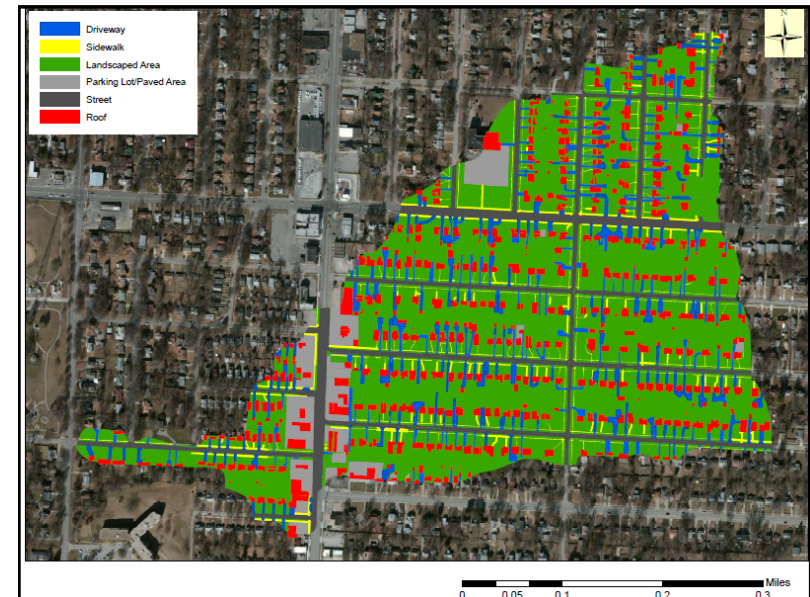 Driveway
Sidewalk
Landscaped Area
Parking Lot/Paved Area
Street
Roof
N
Miles
0 0.05 0.1 0.2 0.3